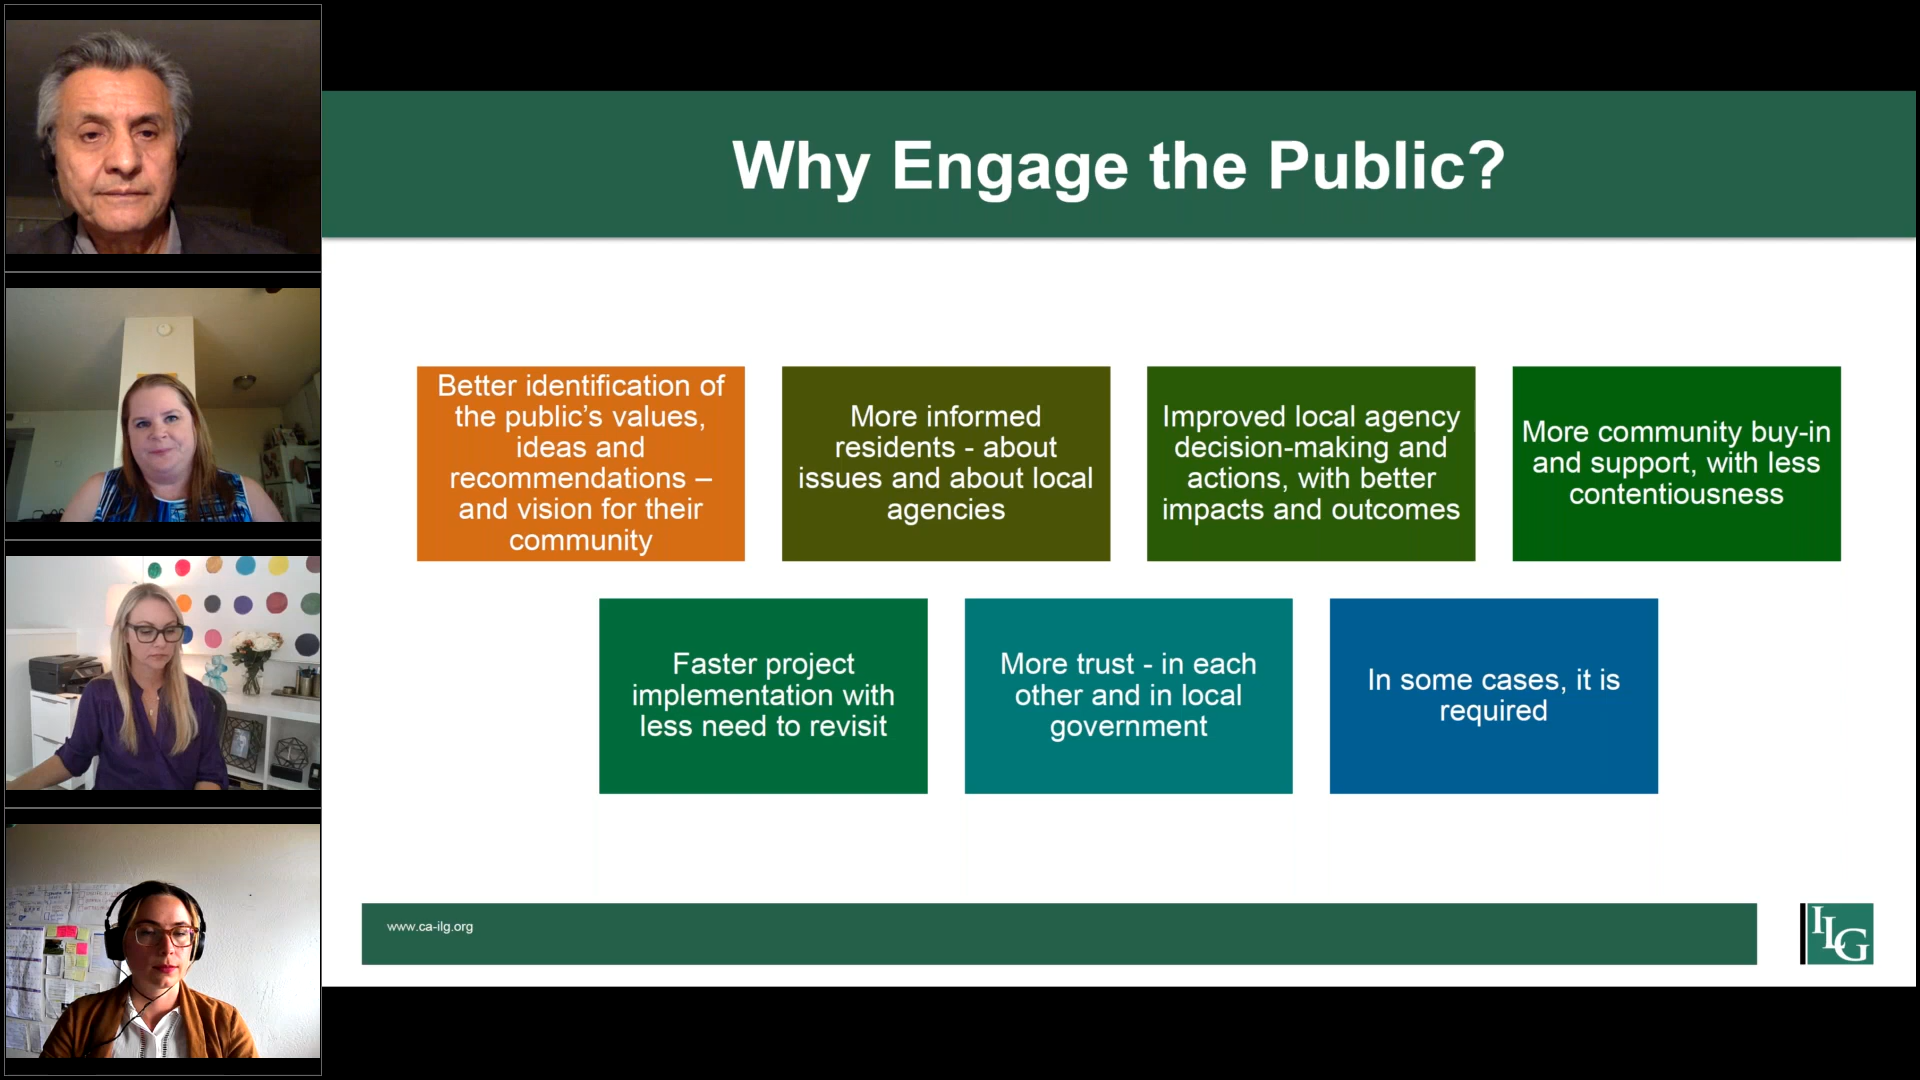 Why Engage the Public?
Better identification of
the public’s values,
ideas and
recommendations –
and vision for their
community
More informed
residents - about
issues and about local
agencies
Improved local agency
decision-making and
actions, with better
impacts and outcomes
More community buy-in
and support, with less
contentiousness
Faster project
implementation with
less need to revisit
More trust - in each
other and in local
government
In some cases, it is
required
www.ca-ilg.org
ILG